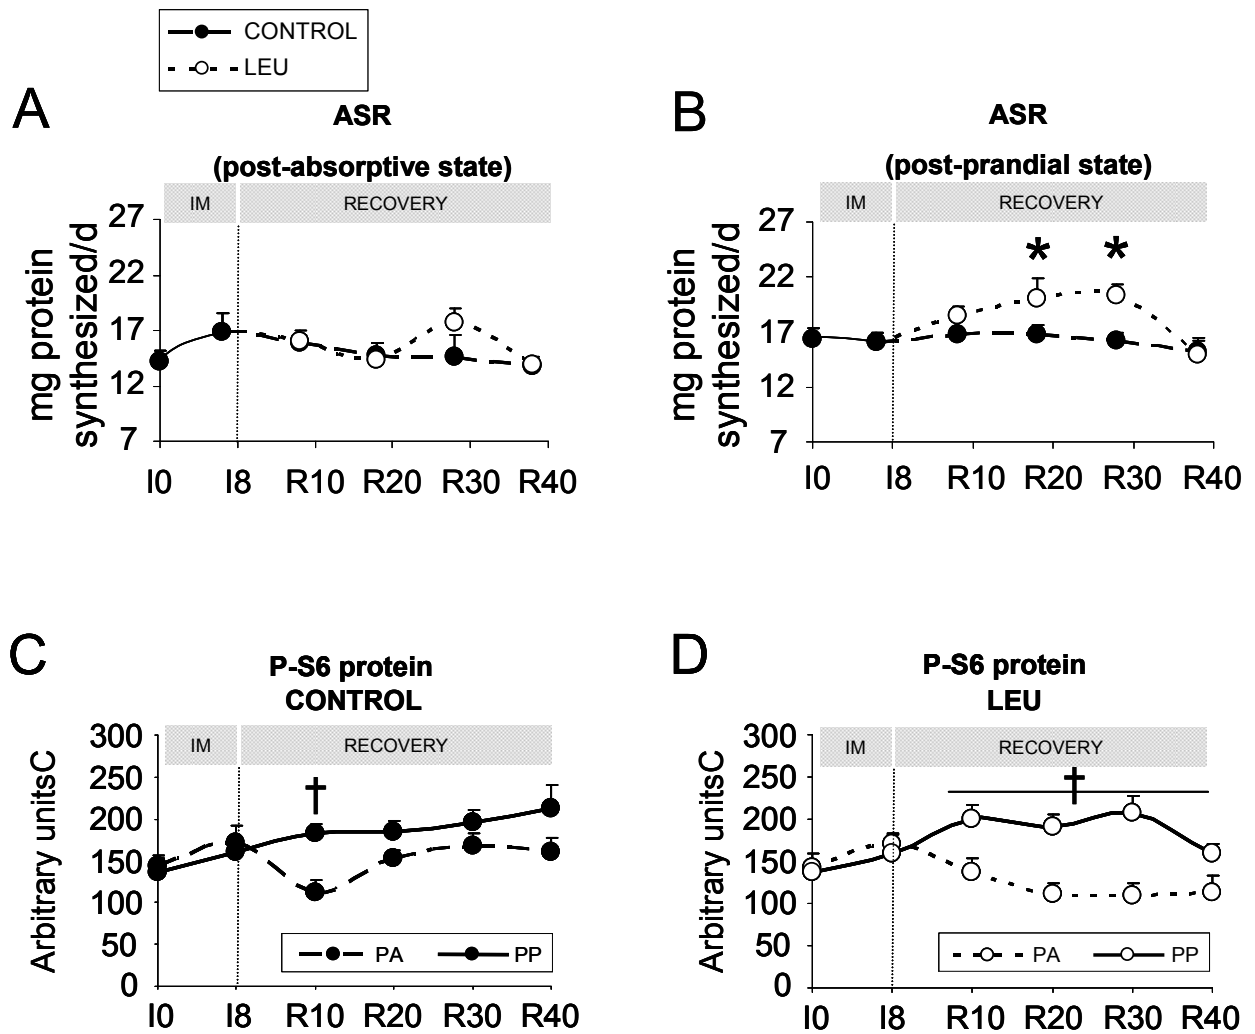 CONTROL
LEU
A
ASR
(post-absorptive state)
IM
RECOVERY
mg protein
synthesized/d
27
22
17
12
7
I0
I8
R10
R20
R30
R40
B
ASR
(post-prandial state)
IM
RECOVERY
mg protein
synthesized/d
27
22
17
12
7
*
*
I0
I8
R10
R20
R30
R40
C
P-S6 protein
CONTROL
IM
RECOVERY
Arbitrary unitsC
300
250
200
150
100
50
0
†
PA
PP
I0
I8
R10
R20
R30
R40
D
P-S6 protein
LEU
IM
RECOVERY
Arbitrary unitsC
300
250
200
150
100
50
0
†
PA
PP
I0
I8
R10
R20
R30
R40